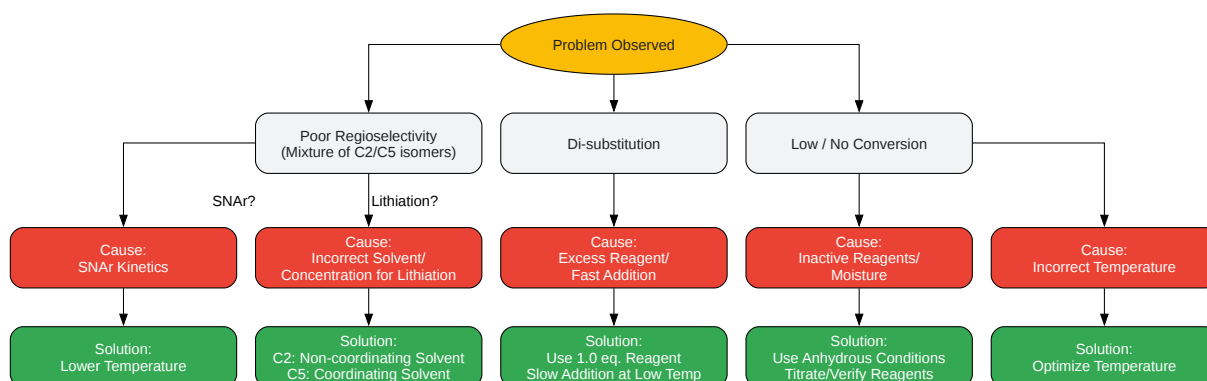 Problem Observed
Poor Regioselectivity
(Mixture of C2/C5 isomers)
Di-substitution
Low / No Conversion
SNAr?
Lithiation?
Cause:
SNAr Kinetics
Cause:
Incorrect Solvent/
Concentration for Lithiation
Cause:
Excess Reagent/
Fast Addition
Cause:
Inactive Reagents/
Moisture
Cause:
Incorrect Temperature
Solution:
Lower Temperature
Solution:
C2: Non-coordinating Solvent
C5: Coordinating Solvent
Solution:
Use 1.0 eq. Reagent
Slow Addition at Low Temp
Solution:
Use Anhydrous Conditions
Titrate/Verify Reagents
Solution:
Optimize Temperature